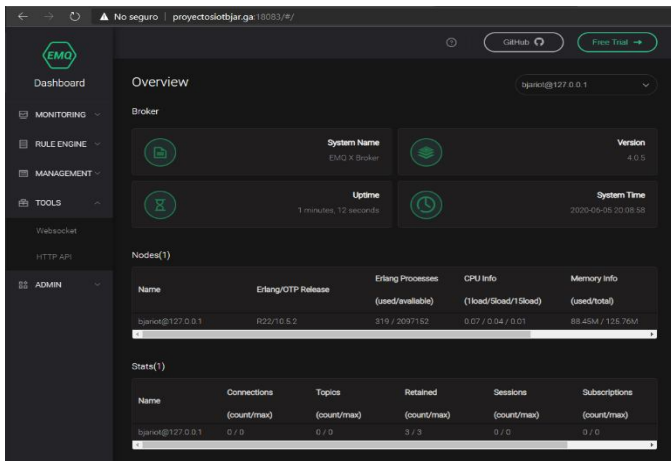 No seguro | proyectosiotbjar.ga:18083/#/
EMQ
Dashboard
MONITORING
RULE ENGINE
MANAGEMENT
TOOLS
Websocket
HTTP API
ADMIN
GitHub
Free Trial →
Overview
bjariot@127.0.0.1
Broker
System Name
EMQ X Broker
Version
4.0.5
Uptime
1 minutes, 12 seconds
System Time
2020-06-05 20:08:58
Nodes(1)
Name Erlang/OTP Release Erlang Processes (used/available) CPU Info (1load/5load/15load) Memory Info (used/total)
bjariot@127.0.0.1 R22/10.5.2 319 / 2097152 0.07 / 0.04 / 0.01 88.45M / 125.76M
Stats(1)
Name Connections (count/max) Topics (count/max) Retained (count/max) Sessions (count/max) Subscriptions (count/max)
bjariot@127.0.0.1 0 / 0 0 / 0 3 / 3 0 / 0 0 / 0